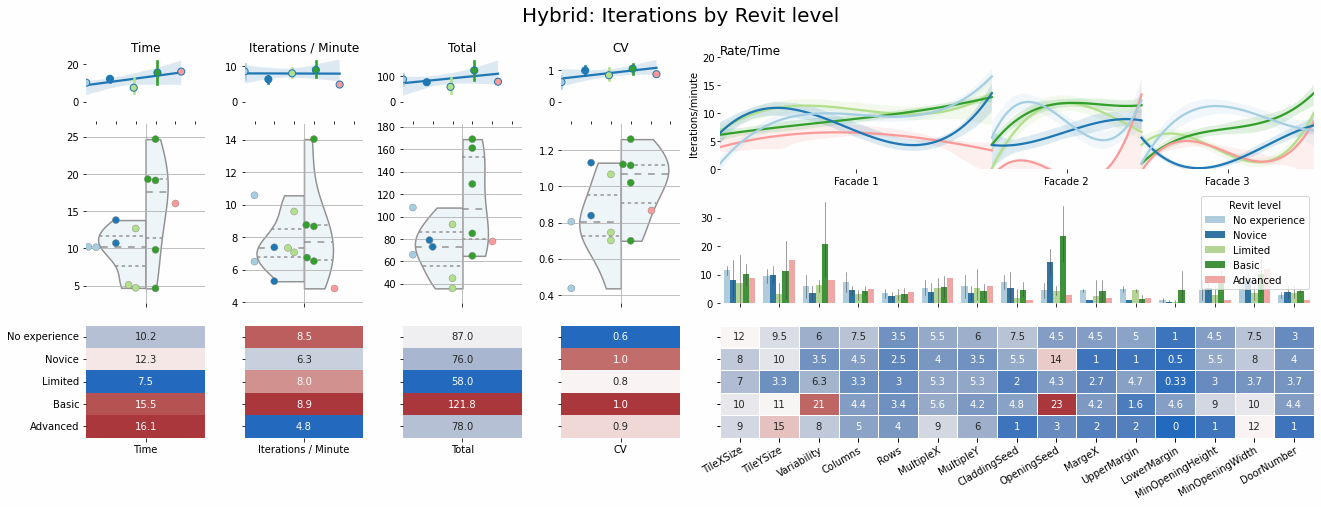 Hybrid: Iterations by Revit level
Time
Iterations / Minute
Total
CV
Rate/Time
20
0
10
0
100
0
1
0
20
15
10
5
0
Iterations/minute
Facade 1
Facade 2
Facade 3
25
20
15
10
5
14
12
10
8
6
4
180
160
140
120
100
80
60
40
1.2
1.0
0.8
0.6
0.4
30
20
10
0
Revit level
No experience
Novice
Limited
Basic
Advanced
No experience 10.2 8.5 87.0 0.6 12 9.5 6 7.5 3.5 5.5 6 7.5 4.5 4.5 5 1 4.5 7.5 3
Novice 12.3 6.3 76.0 1.0 8 10 3.5 4.5 2.5 4 3.5 5.5 14 1 1 0.5 5.5 8 4
Limited 7.5 8.0 58.0 0.8 7 3.3 6.3 3.3 3 5.3 5.3 2 4.3 2.7 4.7 0.33 3 3.7 3.7
Basic 15.5 8.9 121.8 1.0 10 11 21 4.4 3.4 5.6 4.2 4.8 23 4.2 1.6 4.6 9 10 4.4
Advanced 16.1 4.8 78.0 0.9 9 15 8 5 4 9 6 1 3 2 2 0 1 12 1
Time
Iterations / Minute
Total
CV
TileXSize
TileYSize
Variability
Columns
Rows
MultipleX
MultipleY
CladdingSeed
OpeningSeed
MargeX
UpperMargin
LowerMargin
MinOpeningHeight
MinOpeningWidth
DoorNumber